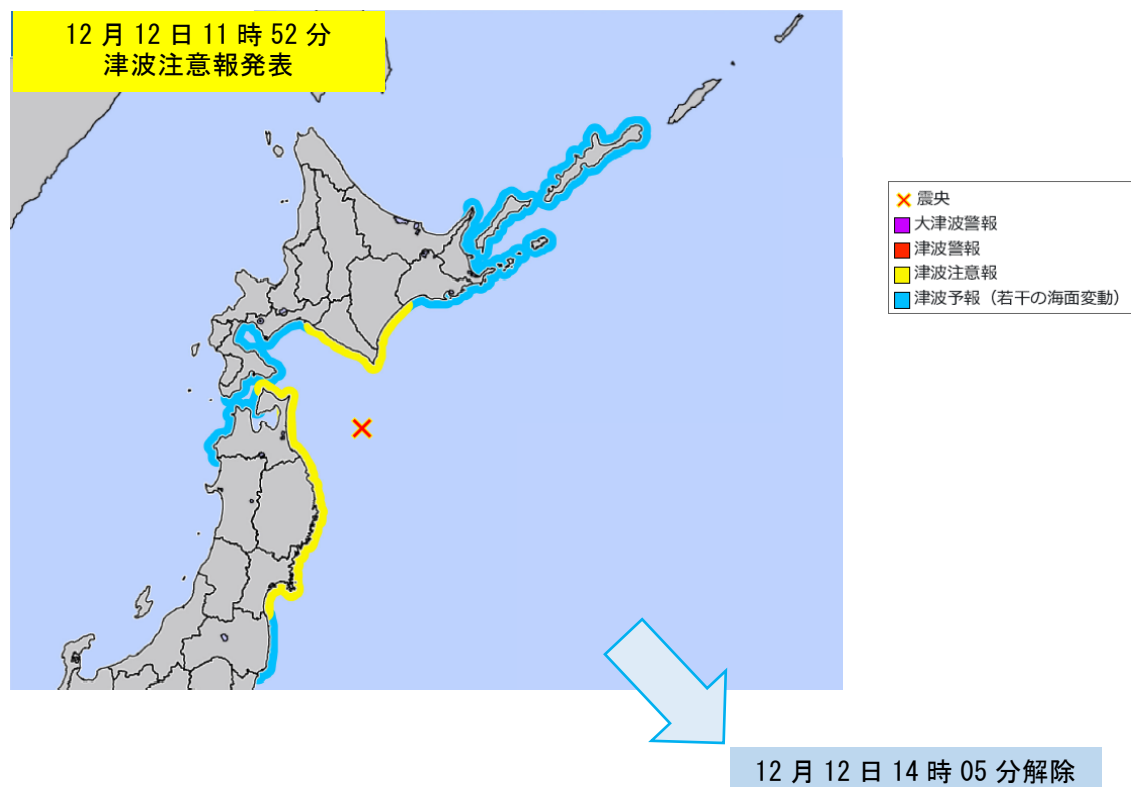 12月12日11時52分
津波注意報発表
震央
大津波警報
津波警報
津波注意報
津波予報（若干の海面変動）
12月12日14時05分解除